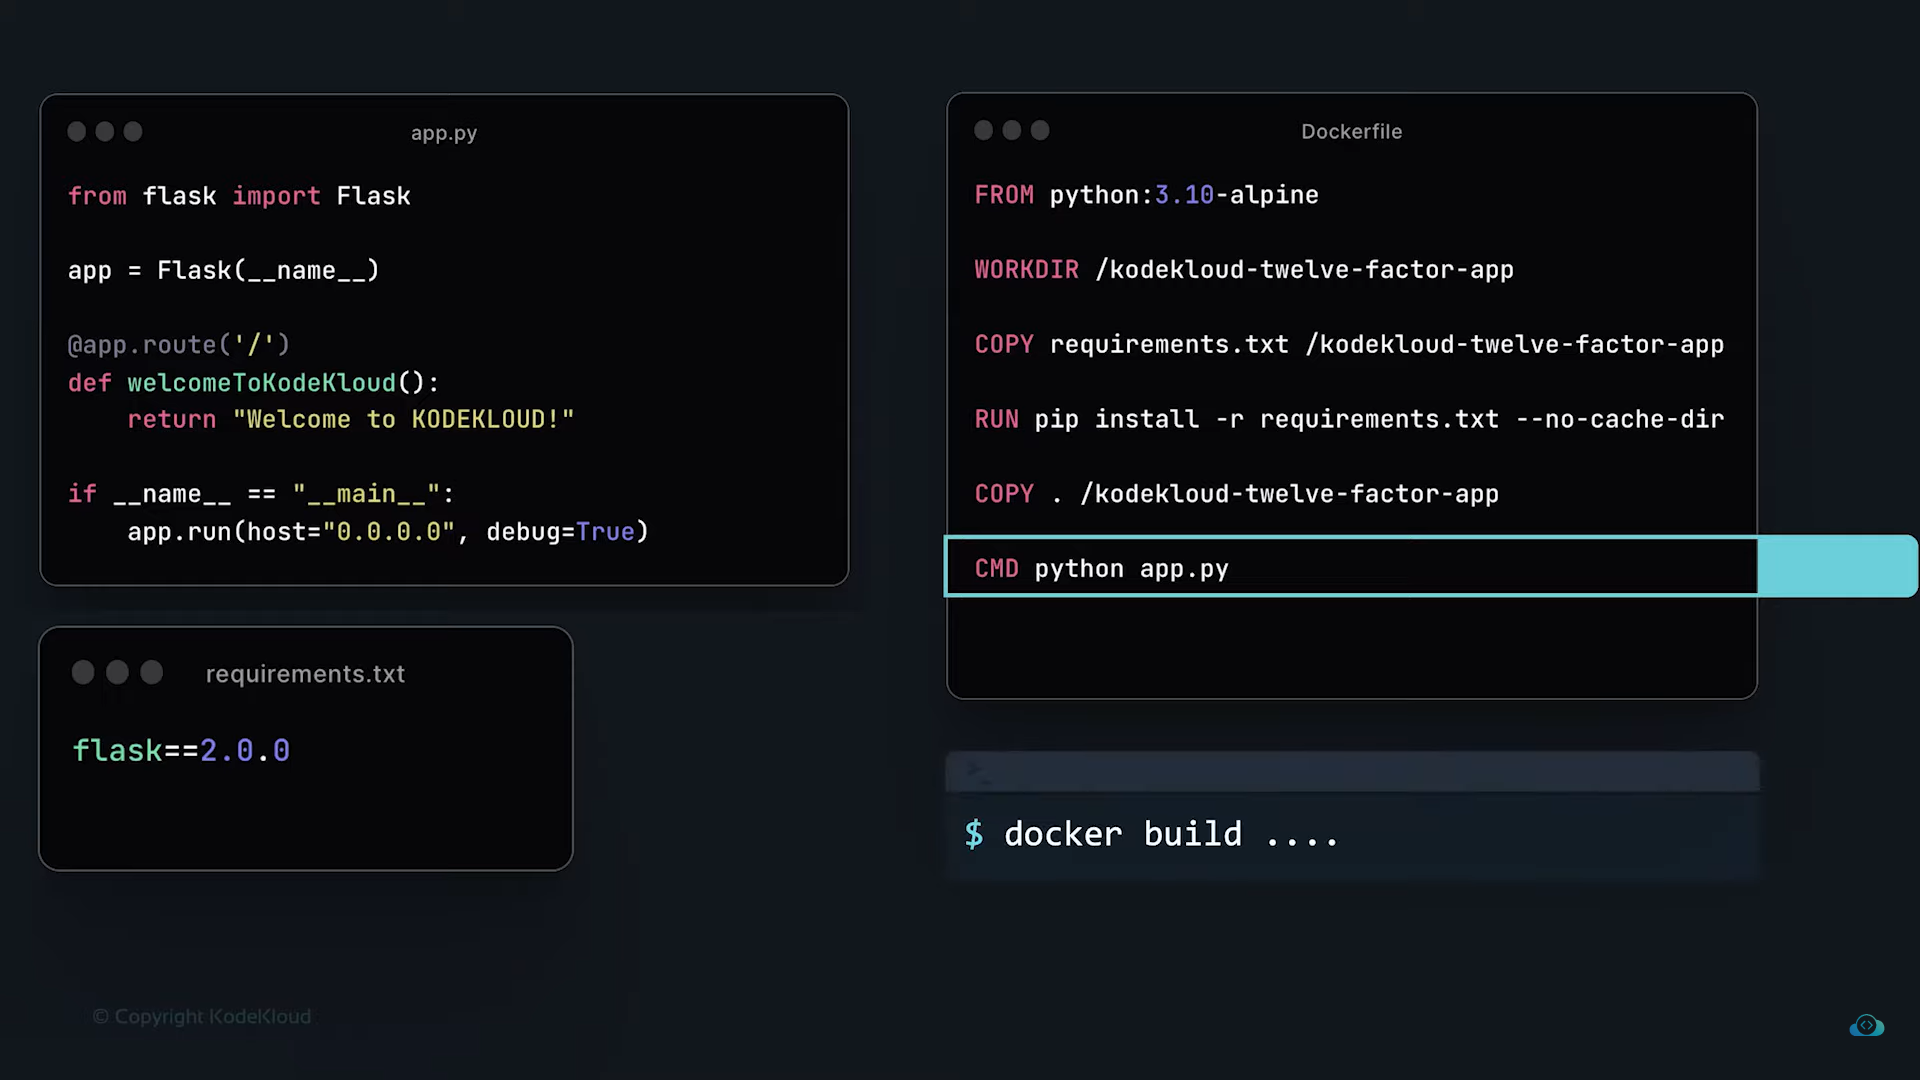 app.py
from flask import Flask
app = Flask(__name__)
@app.route('/')
def welcomeToKodeKloud():
    return "Welcome to KODEKLOUD!"
if __name__ == "__main__":
    app.run(host="0.0.0.0", debug=True)
requirements.txt
flask==2.0.0
Dockerfile
FROM python:3.10-alpine
WORKDIR /kodekloud-twelve-factor-app
COPY requirements.txt /kodekloud-twelve-factor-app
RUN pip install -r requirements.txt --no-cache-dir
COPY . /kodekloud-twelve-factor-app
CMD python app.py
$ docker build ....
© Copyright KodeKloud